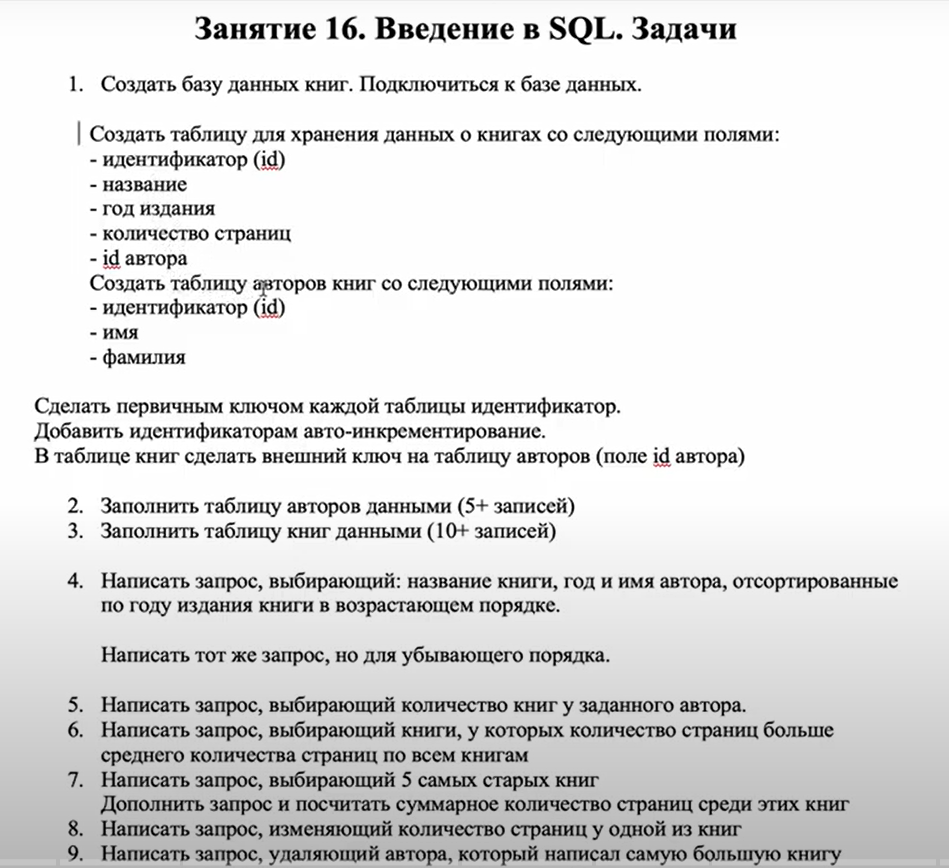 Занятие 16. Введение в SQL. Задачи
1. Создать базу данных книг. Подключиться к базе данных.
Создать таблицу для хранения данных о книгах со следующими полями:
- идентификатор (id)
- название
- год издания
- количество страниц
- id автора
Создать таблицу авторов книг со следующими полями:
- идентификатор (id)
- имя
- фамилия
Сделать первичным ключом каждой таблицы идентификатор.
Добавить идентификаторам авто-инкрементирование.
В таблице книг сделать внешний ключ на таблицу авторов (поле id автора)
2. Заполнить таблицу авторов данными (5+ записей)
3. Заполнить таблицу книг данными (10+ записей)
4. Написать запрос, выбирающий: название книги, год и имя автора, отсортированные
по году издания книги в возрастающем порядке.
Написать тот же запрос, но для убывающего порядка.
5. Написать запрос, выбирающий количество книг у заданного автора.
6. Написать запрос, выбирающий книги, у которых количество страниц больше
среднего количества страниц по всем книгам
7. Написать запрос, выбирающий 5 самых старых книг
Дополнить запрос и посчитать суммарное количество страниц среди этих книг
8. Написать запрос, изменяющий количество страниц у одной из книг
9. Написать запрос, удаляющий автора, который написал самую большую книгу